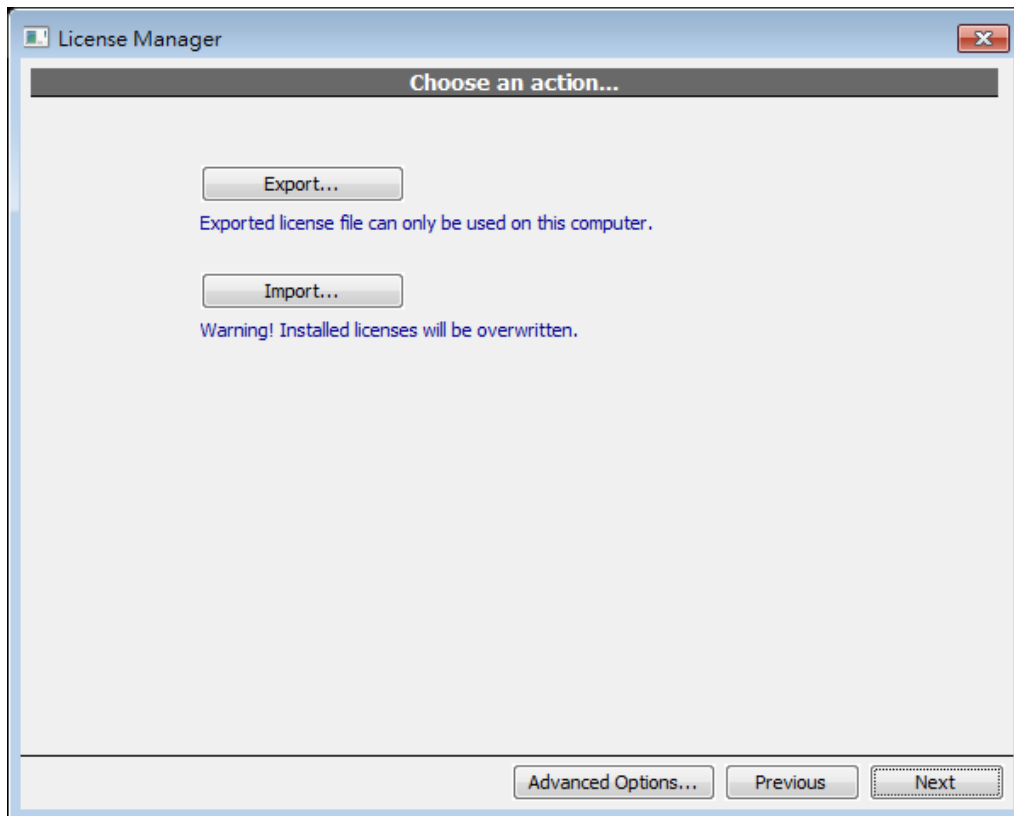 License Manager
Choose an action...
Export...
Exported license file can only be used on this computer.
Import...
Warning! Installed licenses will be overwritten.
Advanced Options... Previous Next